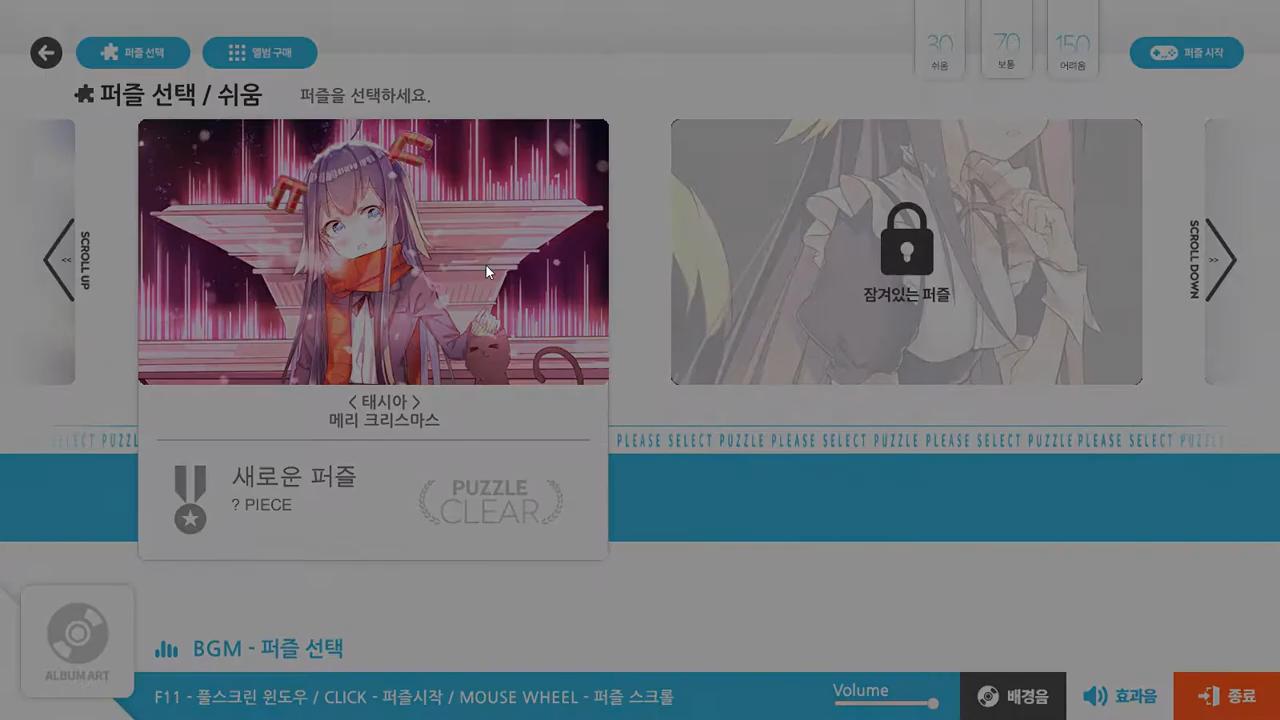 퍼즐 선택
앨범 구매
30
쉬움
70
보통
150
어려움
퍼즐 시작
퍼즐 선택 / 쉬움
퍼즐을 선택하세요.
<<
SCROLL UP
잠겨있는 퍼즐
SCROLL DOWN
>>
< 태시아 >
메리 크리스마스
SELECT PUZZL
PLEASE SELECT PUZZLE PLEASE SELECT PUZZLE PLEASE SELECT PUZZLE PLEASE SELECT PUZZLE
새로운 퍼즐
? PIECE
PUZZLE
CLEAR
BGM - 퍼즐 선택
ALBUM ART
F11 - 풀스크린 윈도우 / CLICK - 퍼즐시작 / MOUSE WHEEL - 퍼즐 스크롤
Volume
배경음
효과음
종료